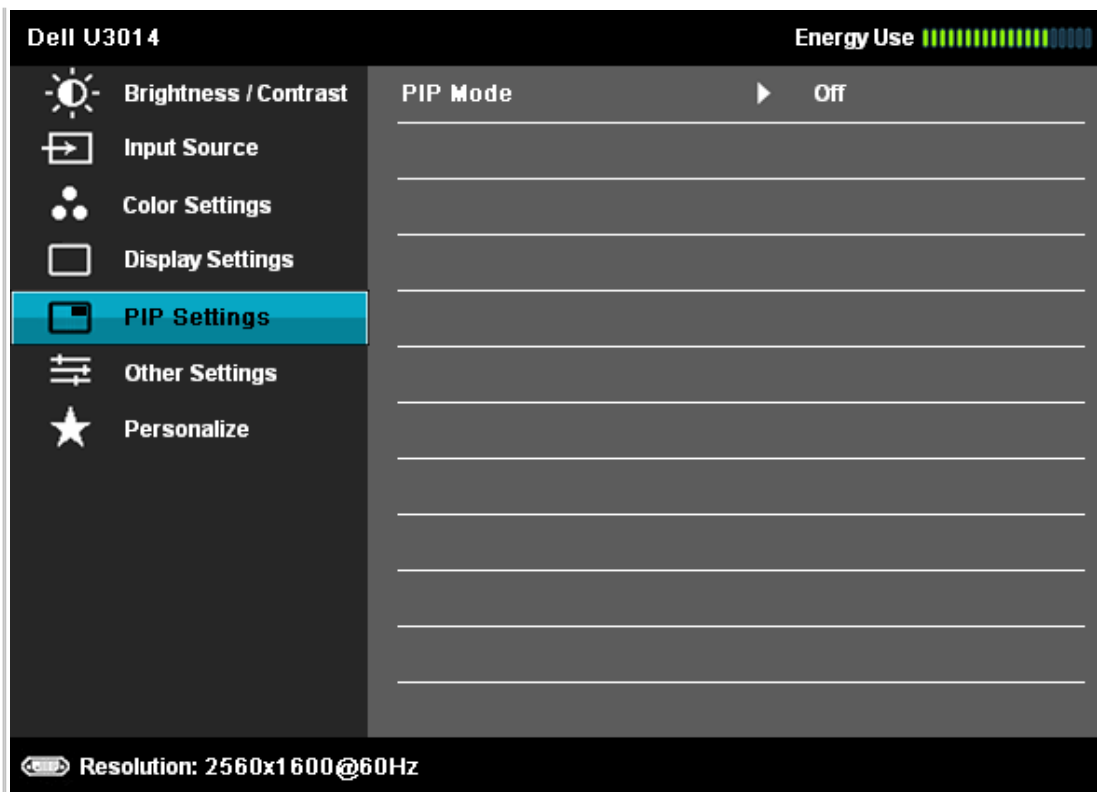 Dell U3014
Energy Use
Brightness / Contrast
PIP Mode
Off
Input Source
Color Settings
Display Settings
PIP Settings
Other Settings
Personalize
Resolution: 2560x1600@60Hz